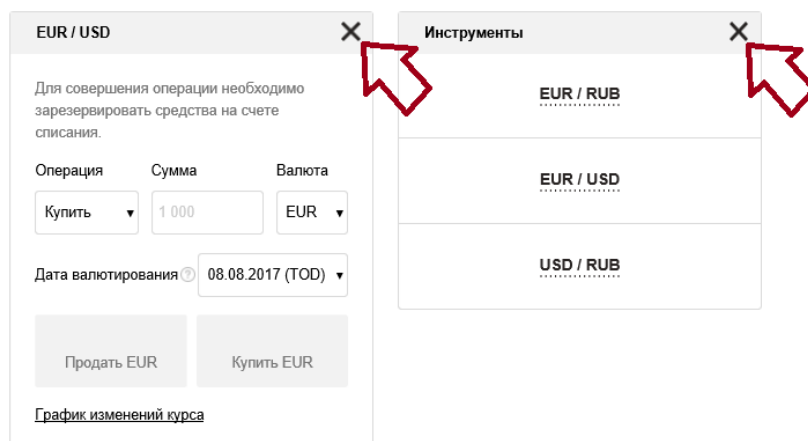 EUR / USD
Для совершения операции необходимо
зарезервировать средства на счете
списания.
Операция Сумма Валюта
Купить 1 000 EUR
Дата валютирования ? 08.08.2017 (TOD)
Продать EUR Купить EUR
График изменений курса
Инструменты
EUR / RUB
EUR / USD
USD / RUB